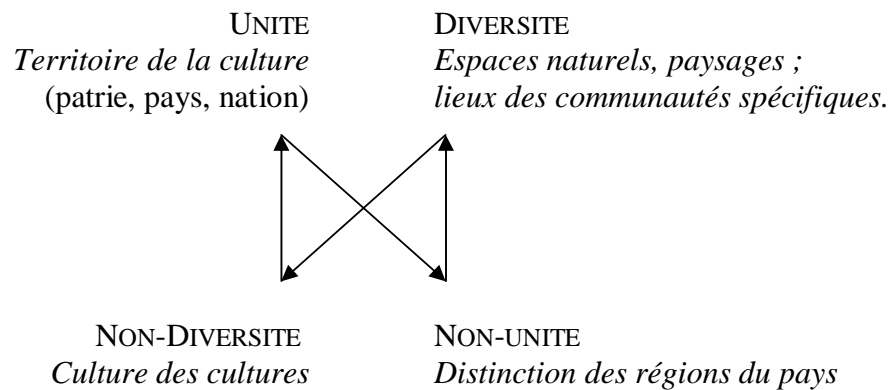 UNITE
Territoire de la culture
(patrie, pays, nation)
DIVERSITE
Espaces naturels, paysages ;
lieux des communautés spécifiques.
NON-DIVERSITE
Culture des cultures
NON-UNITE
Distinction des régions du pays